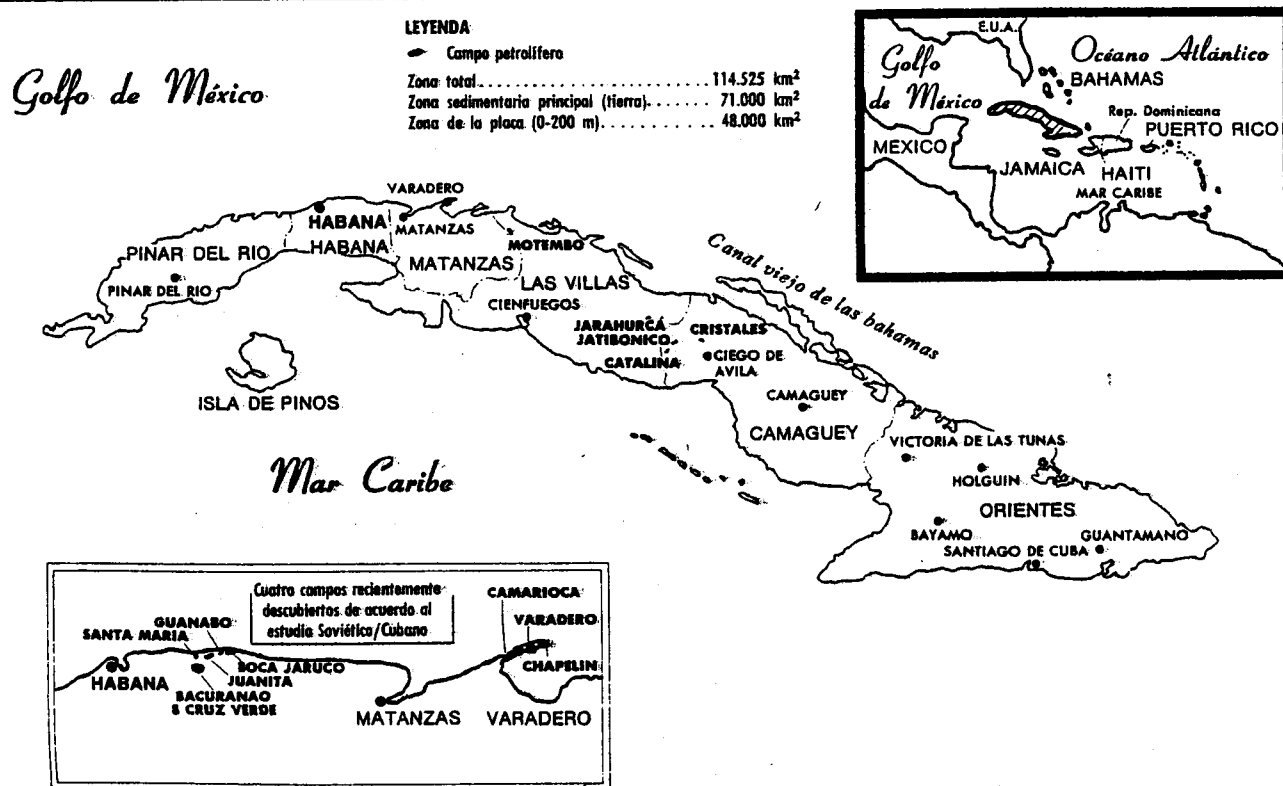 LEYENDA
Campo petrolífero
Zona total 114.525 km²
Zona sedimentaria principal (tierra) 71.000 km²
Zona de la placa (0-200 m) 48.000 km²
Golfo de México
E.U.A.
Golfo de México
Océano Atlántico
BAHAMAS
Rep. Dominicana
PUERTO RICO
MEXICO
JAMAICA
HAITI
MAR CARIBE
VARADERO
HABANA
MATANZAS
PINAR DEL RIO
HABANA
MOTEMBO
MATANZAS
PINAR DEL RIO
LAS VILLAS
CIENFUEGOS
Canal viejo de las bahamas
JARAHURCA
JATIBONICO
CRISTALES
CATALINA
CIEGO DE
AVILA
ISLA DE PINOS
CAMAGUEY
CAMAGUEY
VICTORIA DE LAS TUNAS
Mar Caribe
HOLGUIN
ORIENTES
BAYAMO
GUANTAMANO
SANTIAGO DE CUBA
Cuatro campos recientemente
descubiertos de acuerdo al
estudio Soviético/Cubano
CAMARIOCA
GUANABO
VARADERO
SANTA MARIA
BOCA JARUCO
CHAPELIN
HABANA
JUANITA
BACURANAO
& CRUZ VERDE
MATANZAS
VARADERO